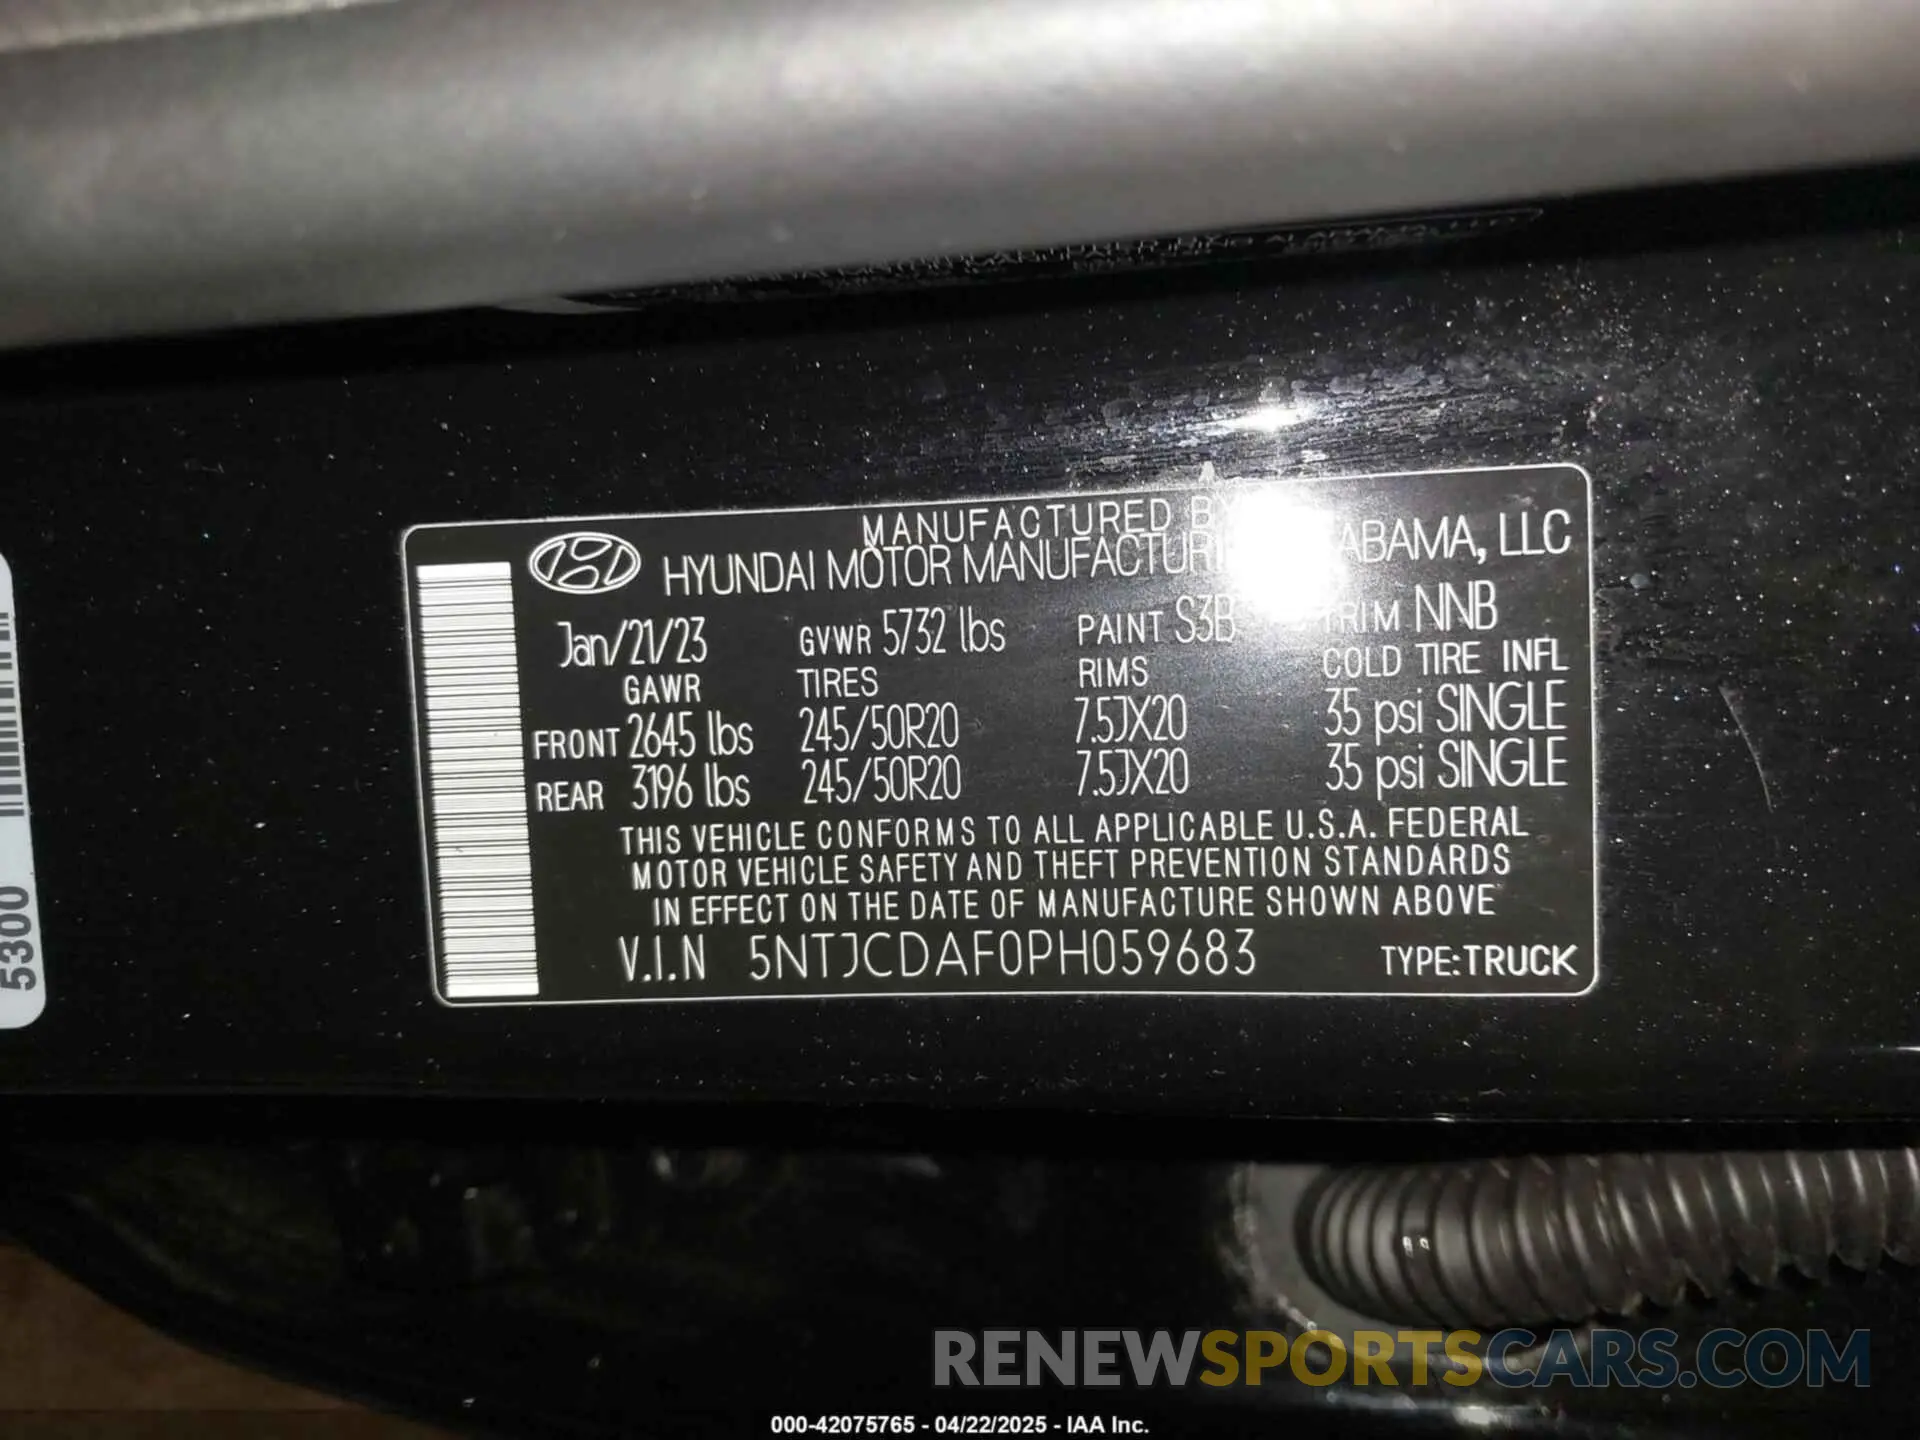 MANUFACTURED BY
HYUNDAI MOTOR MANUFACTURI ABAMA, LLC
Jan/21/23 GVWR 5732 lbs PAINT S3B TRIM NNB
GAWR TIRES RIMS COLD TIRE INFL
FRONT 2645 lbs 245/50R20 7.5JX20 35 psi SINGLE
REAR 3196 lbs 245/50R20 7.5JX20 35 psi SINGLE
THIS VEHICLE CONFORMS TO ALL APPLICABLE U.S.A. FEDERAL
MOTOR VEHICLE SAFETY AND THEFT PREVENTION STANDARDS
IN EFFECT ON THE DATE OF MANUFACTURE SHOWN ABOVE
V.I.N 5NTJCDAF0PH059683 TYPE:TRUCK
5300
RENEWSPORTSCARS.COM
000-42075765 - 04/22/2025 - IAA Inc.